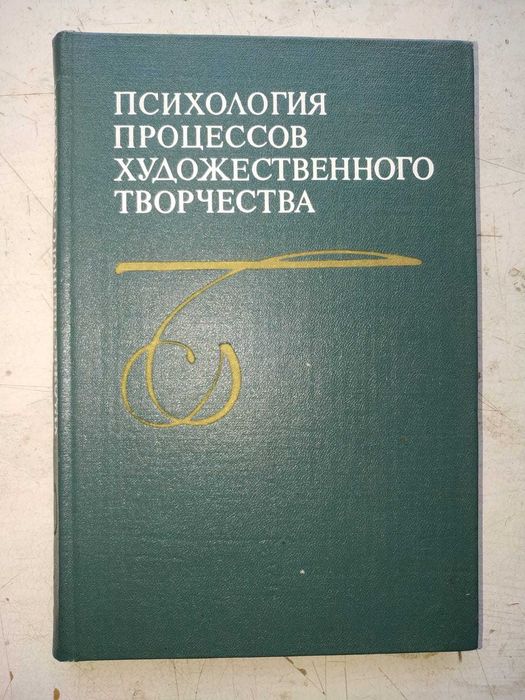 ПСИХОЛОГИЯ
ПРОЦЕССОВ
ХУДОЖЕСТВЕННОГО
ТВОРЧЕСТВА